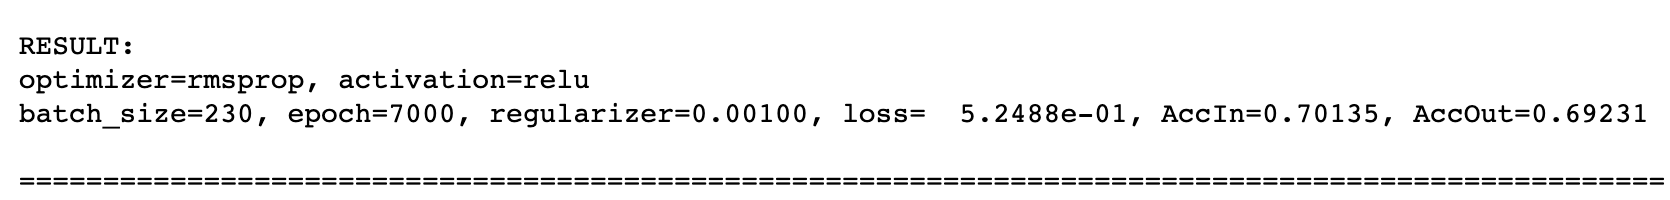 RESULT:
optimizer=rmsprop, activation=relu
batch_size=230, epoch=7000, regularizer=0.00100, loss=  5.2488e-01, AccIn=0.70135, AccOut=0.69231
==================================================================================================